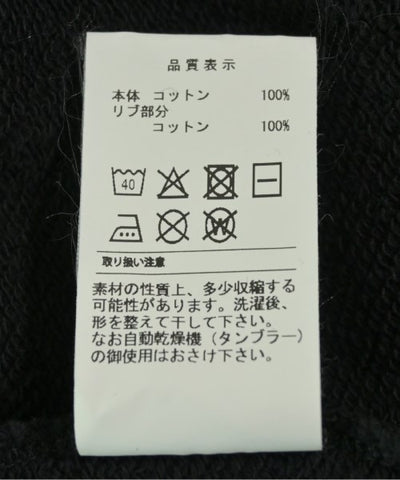 品質表示
本体 コットン 100%
リブ部分
コットン 100%
40
W
取り扱い注意
素材の性質上、多少収縮する
可能性があります。洗濯後、
形を整えて干して下さい。
なお自動乾燥機（タンブラー）
の御使用はおさけ下さい。